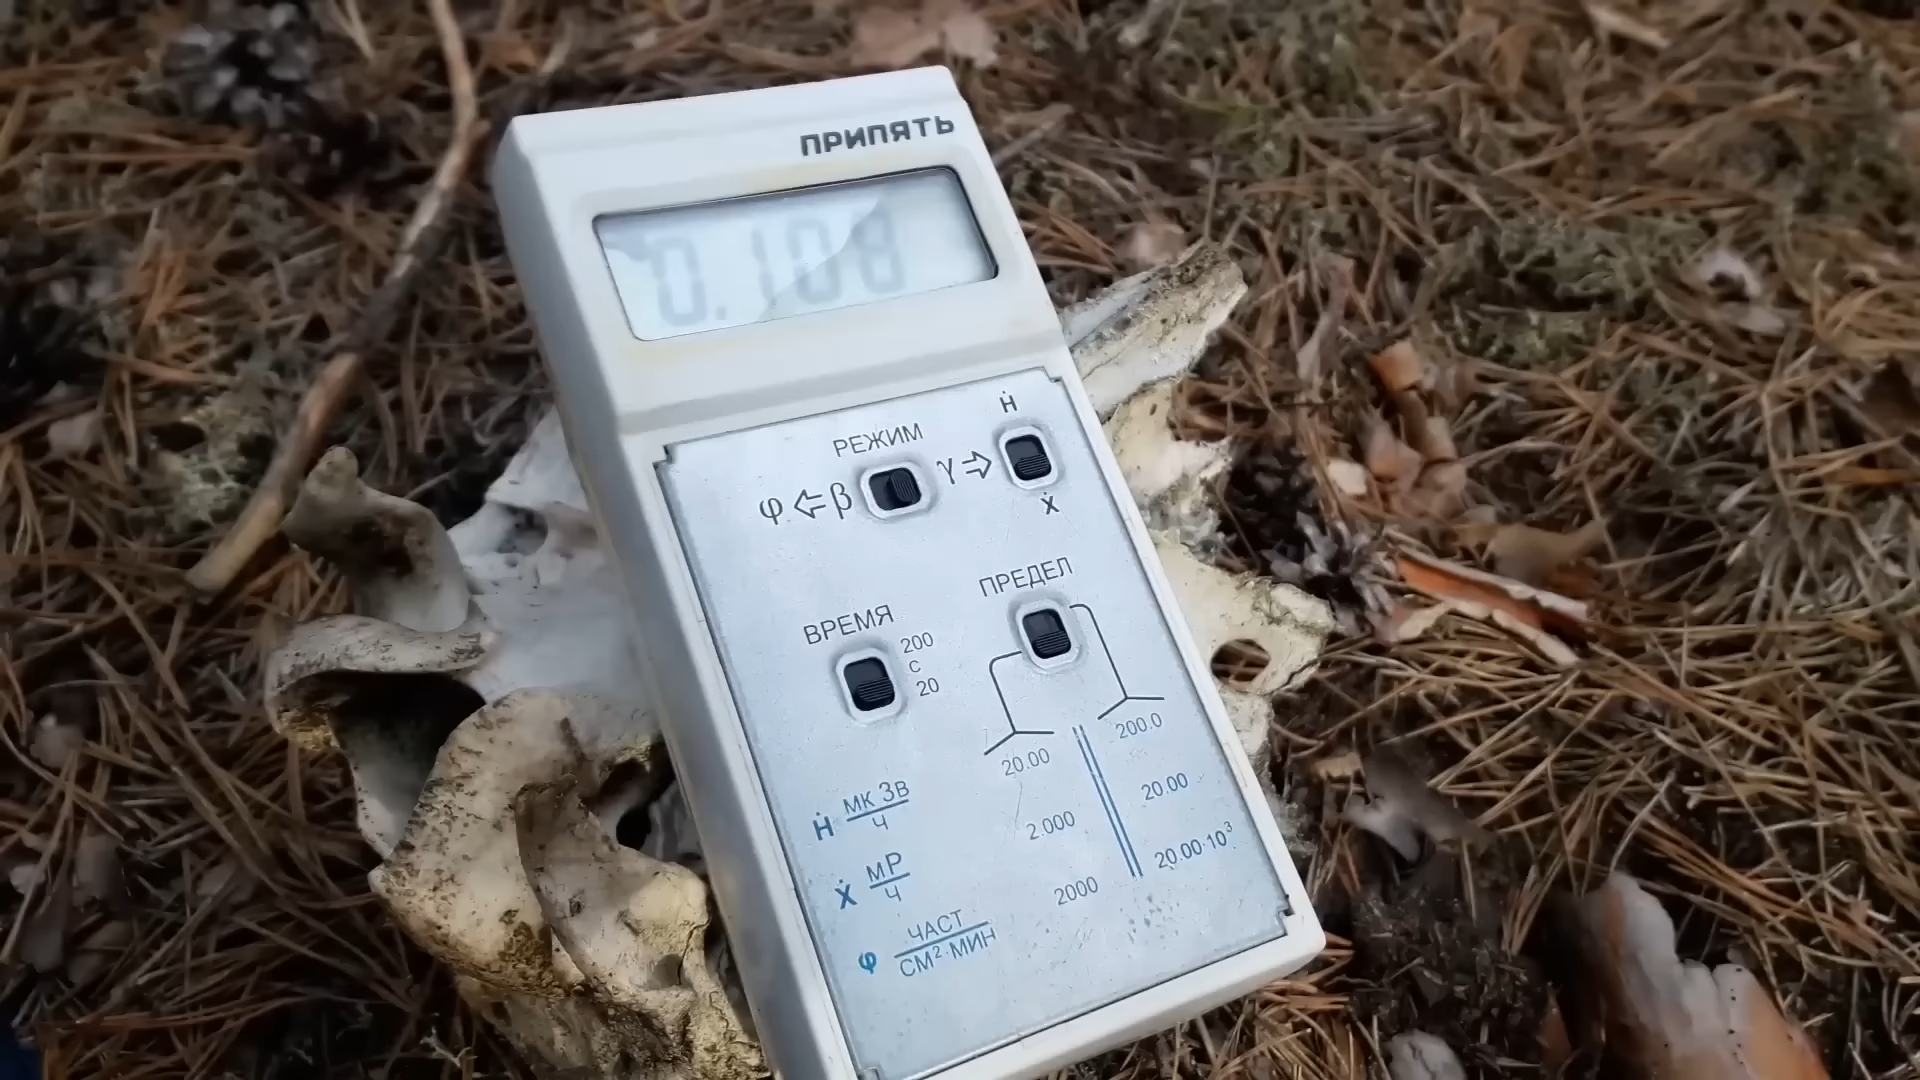 ПРИПЯТЬ
0.108
РЕЖИМ
Ḣ
φ ⇦ β
γ ⇨
Ẋ
ВРЕМЯ
200
с
20
ПРЕДЕЛ
20.00
200.0
2.000
20.00
2000
20.00·10³
Ḣ мк Зв
ч
Ẋ мР
ч
φ ЧАСТ
СМ²·МИН